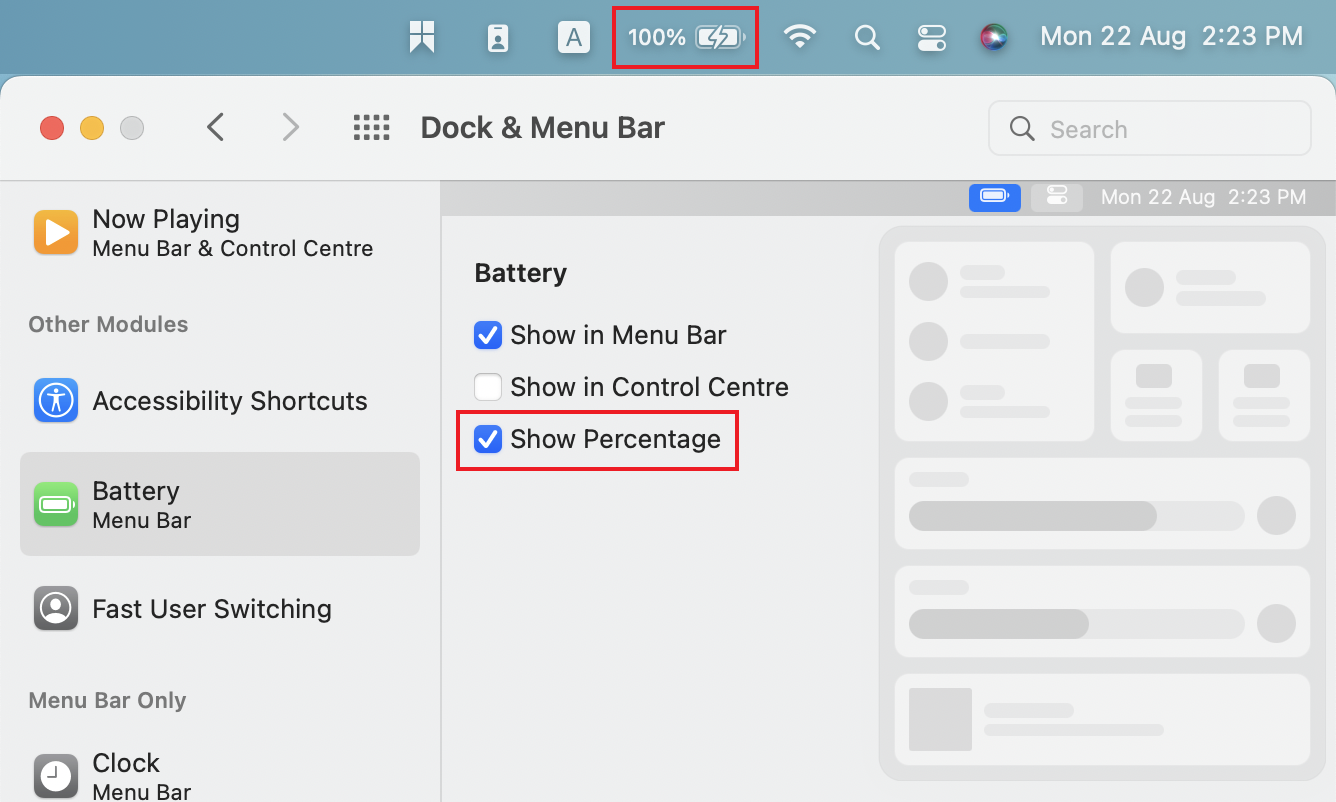 A 100% Mon 22 Aug 2:23 PM
Dock & Menu Bar
Search
Mon 22 Aug 2:23 PM
Now Playing
Menu Bar & Control Centre
Other Modules
Accessibility Shortcuts
Battery
Menu Bar
Fast User Switching
Menu Bar Only
Clock
Menu Bar
Battery
Show in Menu Bar
Show in Control Centre
Show Percentage